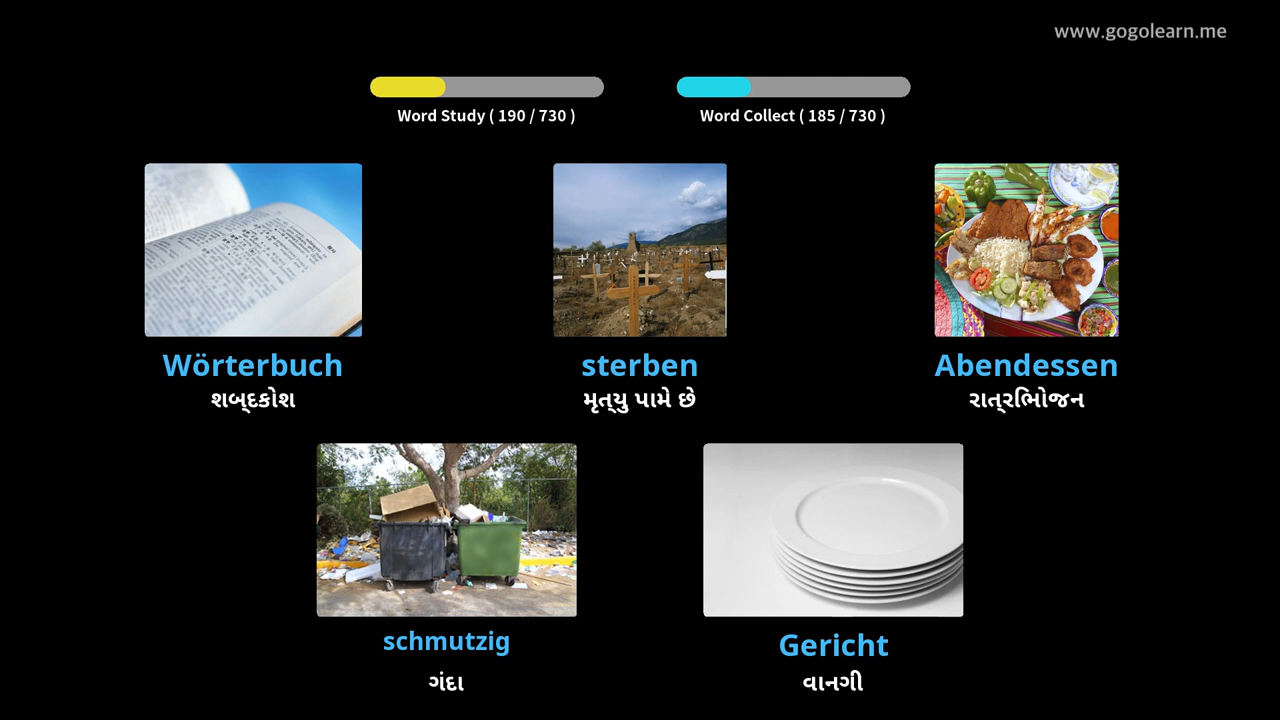 www.gogolearn.me
Word Study ( 190 / 730 )
Word Collect ( 185 / 730 )
Wörterbuch
sterben
Abendessen
શબ્દકોશ
મૃત્યુ પામે છે
રાત્રિભોજન
schmutzig
Gericht
ગંદા
વાનગી